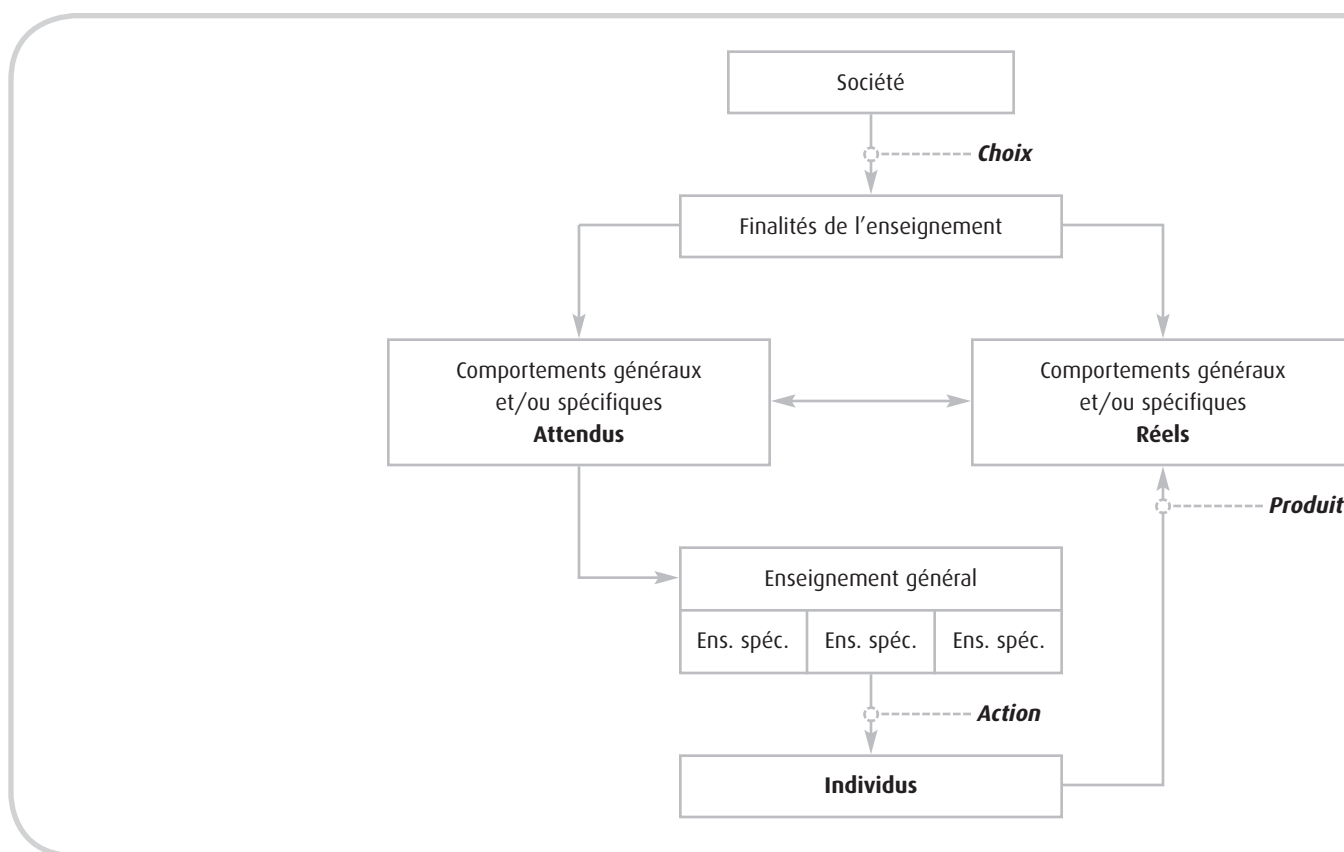 Société
Choix
Finalités de l'enseignement
Comportements généraux
et/ou spécifiques
Attendus
Comportements généraux
et/ou spécifiques
Réels
Produit
Enseignement général
Ens. spéc.
Ens. spéc.
Ens. spéc.
Action
Individus